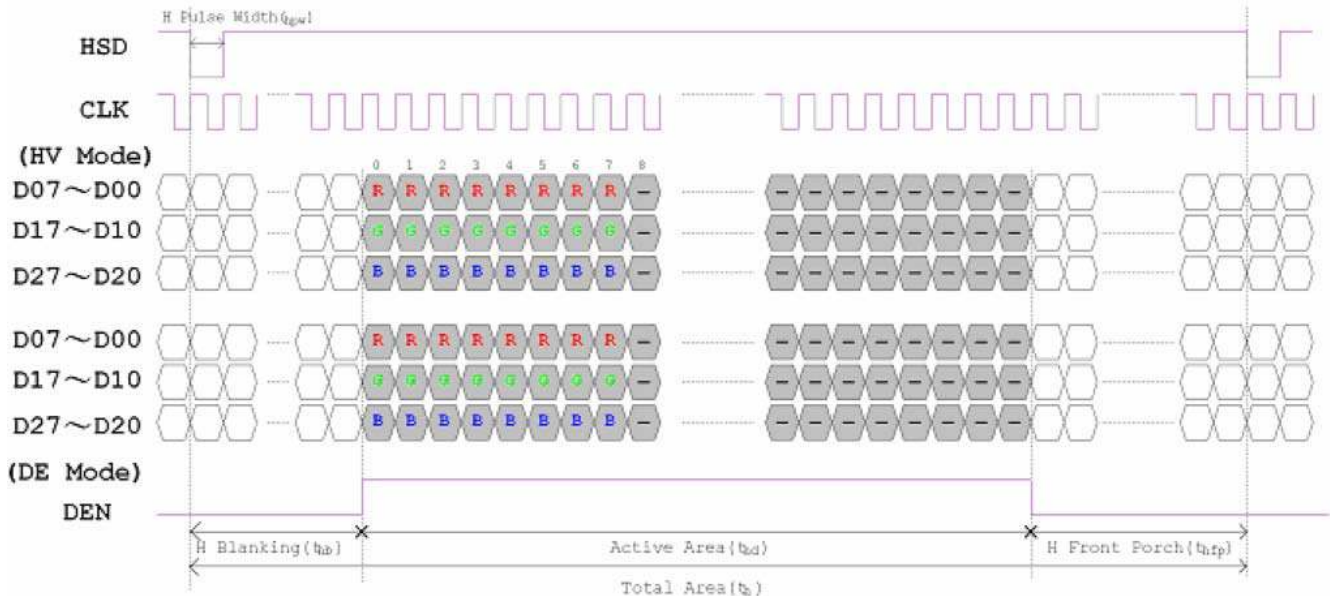 H Pulse Width(thpw)
HSD
CLK
(HV Mode)
0 1 2 3 4 5 6 7 8
D07～D00 R R R R R R R R - - - - - - - - -
D17～D10 G G G G G G G G - - - - - - - - -
D27～D20 B B B B B B B B - - - - - - - - -
D07～D00 R R R R R R R R - - - - - - - - -
D17～D10 G G G G G G G G - - - - - - - - -
D27～D20 B B B B B B B B - - - - - - - - -
(DE Mode)
DEN
H Blanking(thb) Active Area(thd) H Front Porch(thfp)
Total Area(th)